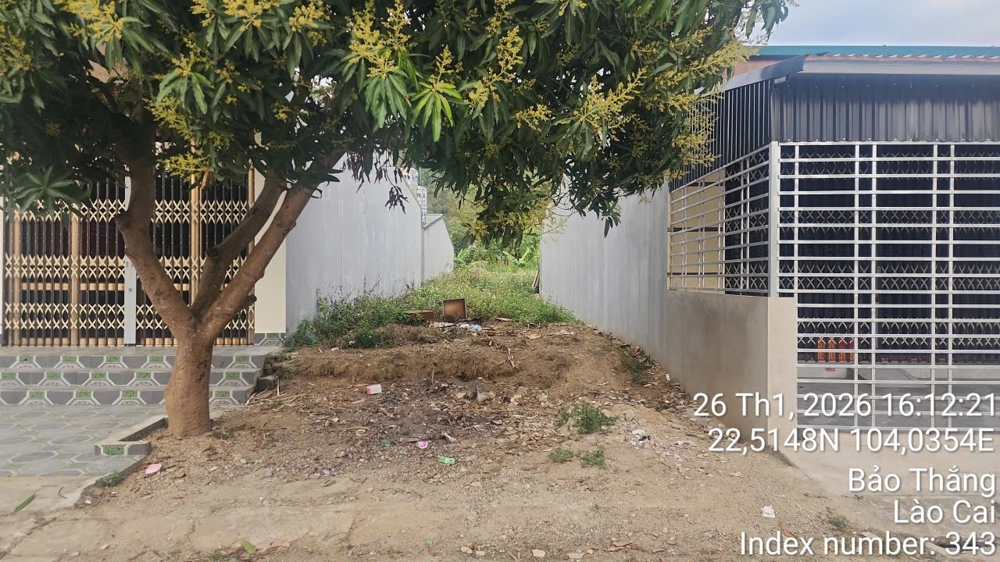 26 Th1, 2026 16:12:21
22,5148N 104,0354E
Bảo Thắng
Lào Cai
Index number: 343